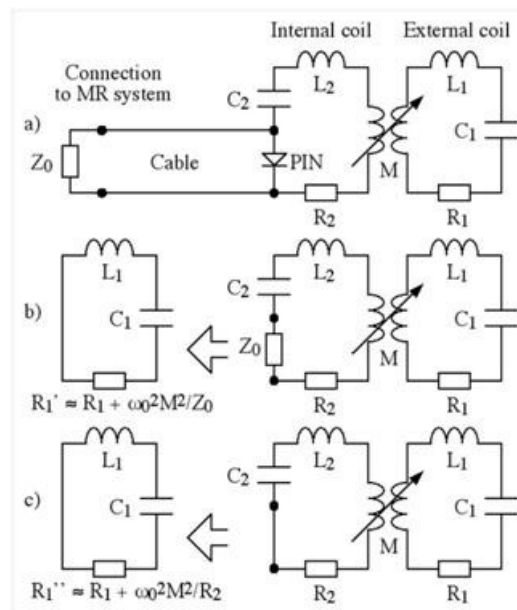 Internal coil External coil
Connection
to MR system
L2 L1
C2
C1
a)
Z0 Cable PIN
M
R2 R1
L1
L2 L1
C2
b) C1 C1
Z0
M
R1' ≈ R1 + ω0²M²/Z0
R2 R1
L1
L2 L1
C2
c) C1 C1
M
R1'' ≈ R1 + ω0²M²/R2
R2 R1